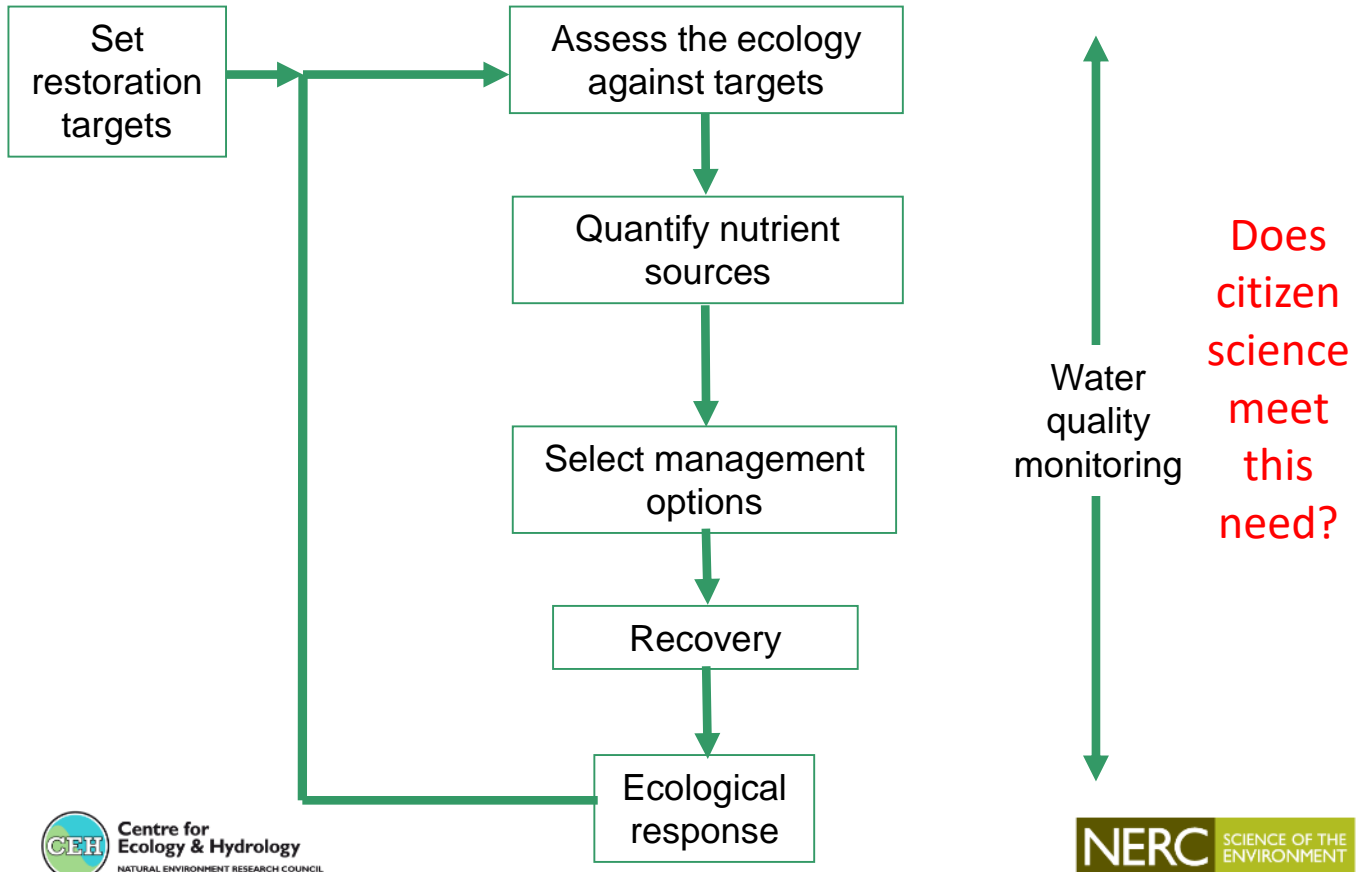 Set
restoration
targets
Assess the ecology
against targets
Quantify nutrient
sources
Select management
options
Recovery
Ecological
response
Water
quality
monitoring
Does
citizen
science
meet
this
need?
CEH
Centre for
Ecology & Hydrology
NATURAL ENVIRONMENT RESEARCH COUNCIL
NERC
SCIENCE OF THE
ENVIRONMENT